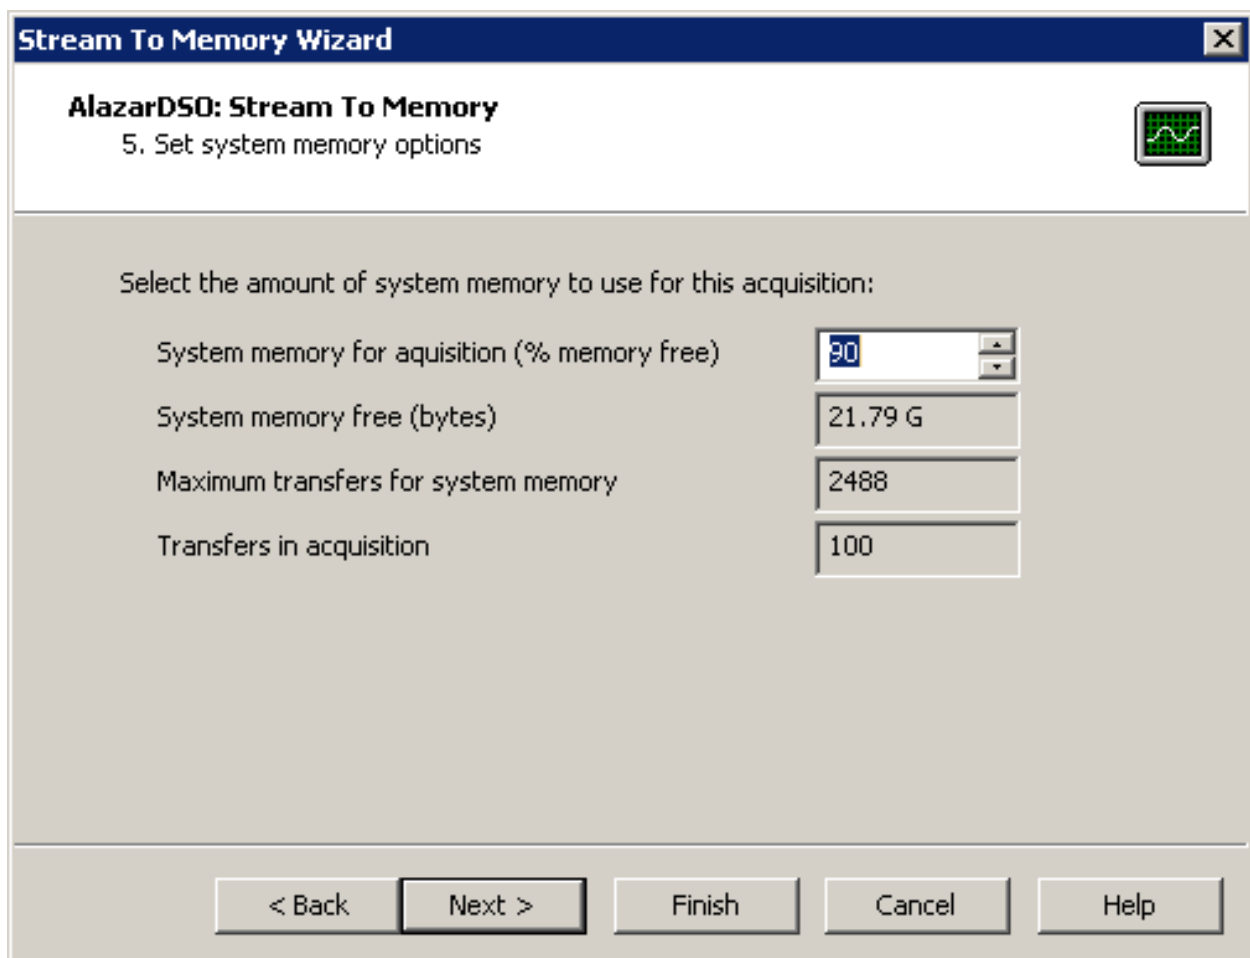 Stream To Memory Wizard
AlazarDSO: Stream To Memory
5. Set system memory options
Select the amount of system memory to use for this acquisition:
System memory for aquisition (% memory free) 90
System memory free (bytes) 21.79 G
Maximum transfers for system memory 2488
Transfers in acquisition 100
< Back Next > Finish Cancel Help